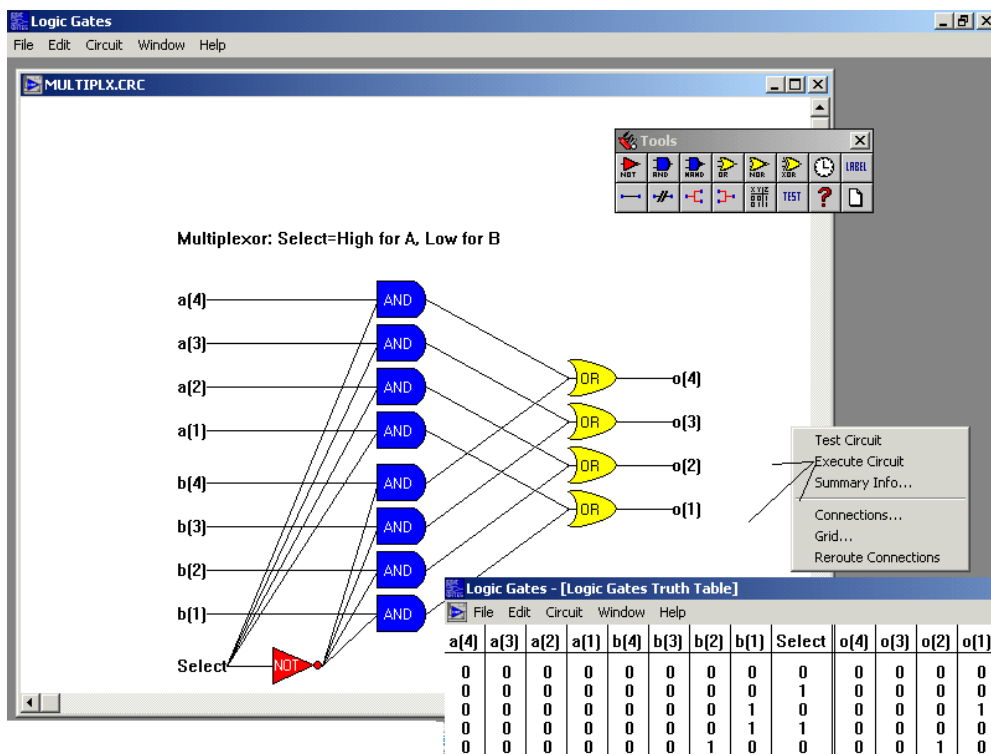 Logic Gates
File Edit Circuit Window Help
MULTIPLX.CRC
Tools
NOT AND NAND OR NOR XOR LABEL
XYZ TEST ?
Multiplexor: Select=High for A, Low for B
a(4) AND
a(3) AND
a(2) AND
a(1) AND
b(4) AND
b(3) AND
b(2) AND
b(1) AND
Select NOT
OR o(4)
OR o(3)
OR o(2)
OR o(1)
Test Circuit
Execute Circuit
Summary Info...
Connections...
Grid...
Reroute Connections
Logic Gates - [Logic Gates Truth Table]
File Edit Circuit Window Help
a(4) a(3) a(2) a(1) b(4) b(3) b(2) b(1) Select o(4) o(3) o(2) o(1)
0 0 0 0 0 0 0 0 0 0 0 0 0
0 0 0 0 0 0 0 0 1 0 0 0 0
0 0 0 0 0 0 0 1 0 0 0 0 1
0 0 0 0 0 0 0 1 1 0 0 0 0
0 0 0 0 0 0 1 0 0 0 0 1 0